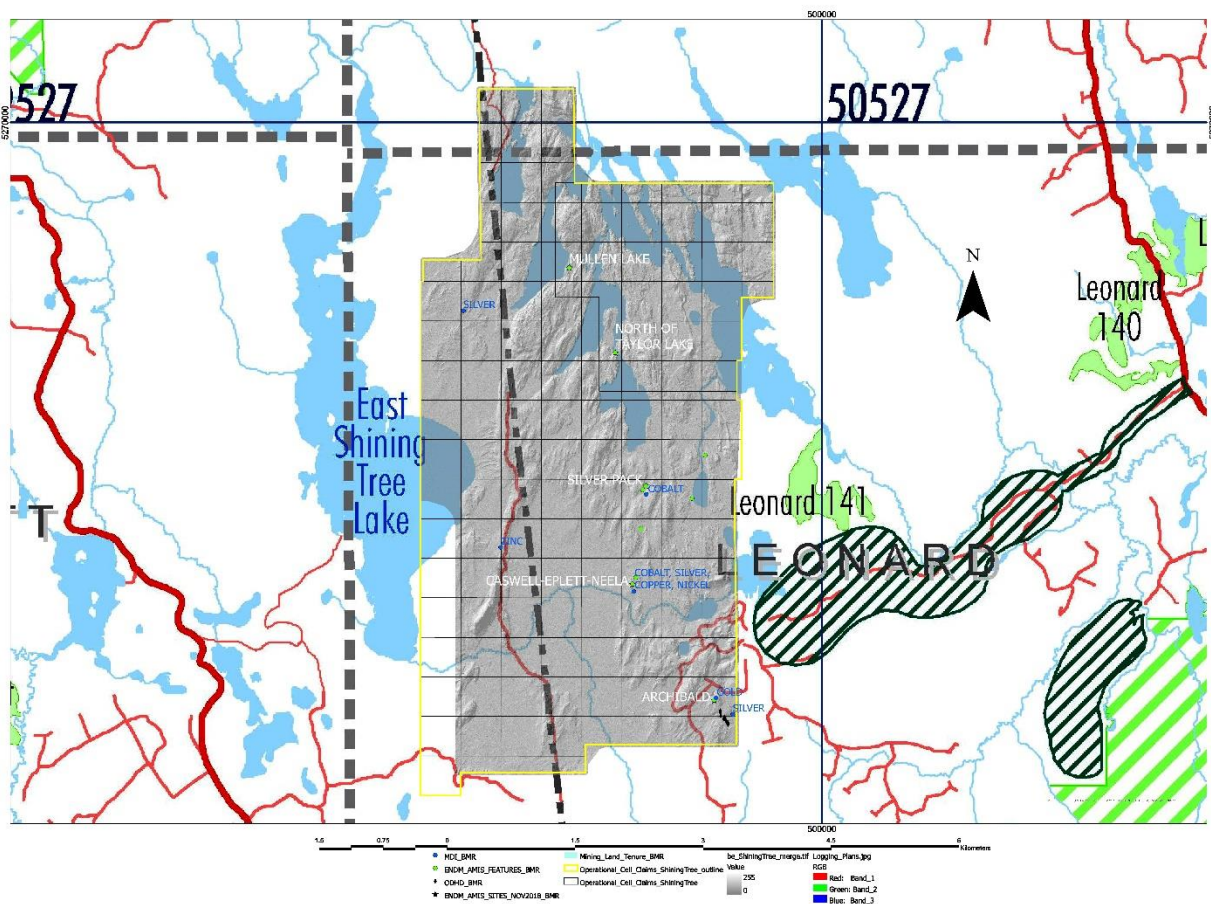 500000
50527
50527
5270000
N
Leonard
140
MULLEN LAKE
SILVER
NORTH OF
TAYLOR LAKE
East
Shining
Tree
Lake
SILVER-PACK
COBALT
Leonard 141
LEONARD
ZINC
CASWELL-EPLETT-NEELA
COBALT, SILVER,
COPPER, NICKEL
ARCHIBALD
GOLD
SILVER
500000
1.5 0.75 0 1.5 3 4.5 6
Kilometers
MDI_BMR
ENDM_AMIS_FEATURES_BMR
ODHD_BMR
ENDM_AMIS_SITES_NOV2018_BMR
Mining_Land_Tenure_BMR
Operational_Cell_Claims_ShiningTree_outline
Operational_Cell_Claims_ShiningTree
be_ShiningTree_merge.tif
Value
255
0
Logging_Plans.jpg
RGB
Red: Band_1
Green: Band_2
Blue: Band_3